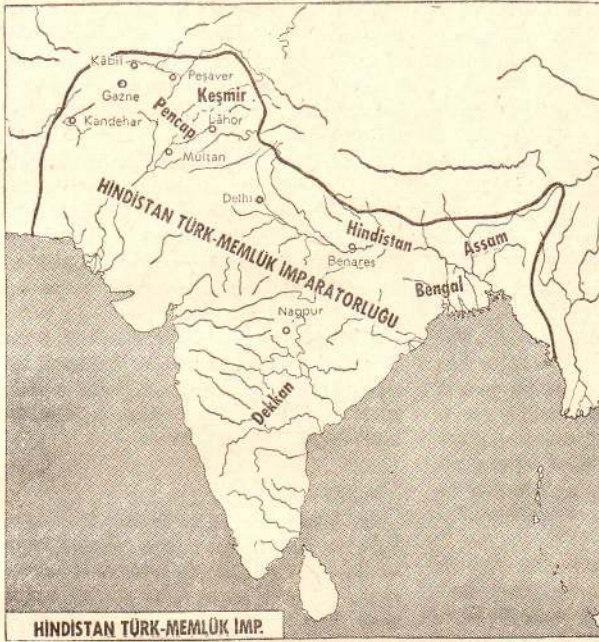 Kâbil
Peşaver
Gazne
Keşmir
Kandehar
Pencap
Lâhor
Multan
Delhi
HİNDİSTAN TÜRK-MEMLÜK IMPARATORLUĞU
Hindistan
Assam
Benares
Bengal
Nagpur
Dekkan
HİNDİSTAN TÜRK-MEMLÜK İMP.